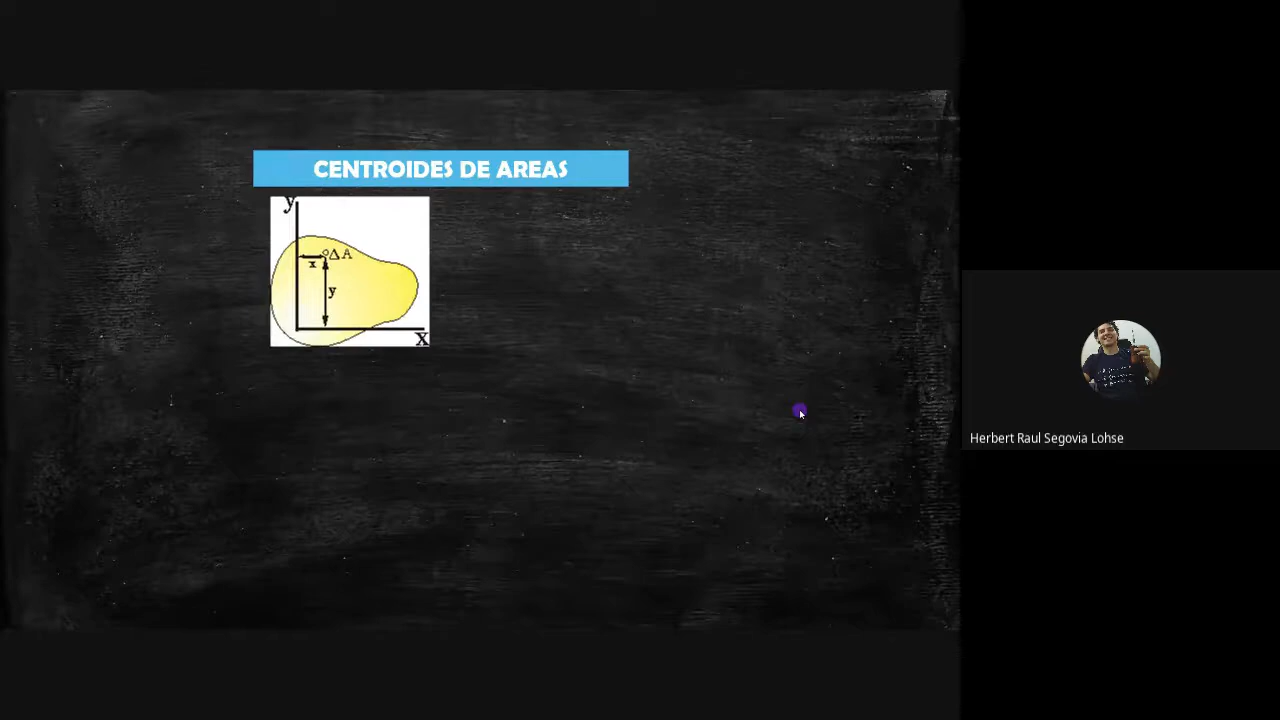 CENTROIDES DE AREAS
y
ΔA
x
y
X
Herbert Raul Segovia Lohse